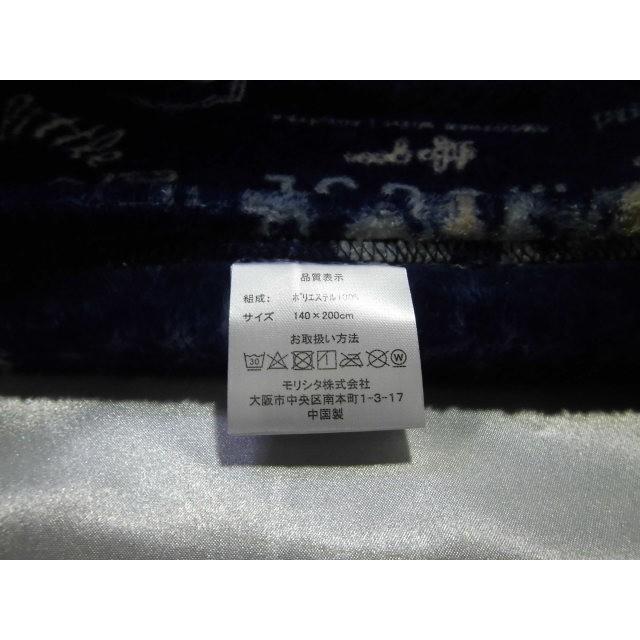 品質表示
組成: ポリエステル100%
サイズ 140×200cm
お取扱い方法
30 W
モリシタ株式会社
大阪市中央区南本町1-3-17
中国製